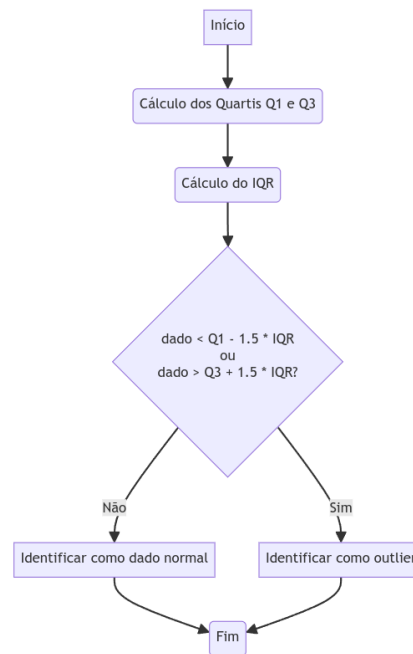 Início
Cálculo dos Quartis Q1 e Q3
Cálculo do IQR
dado < Q1 - 1.5 * IQR
ou
dado > Q3 + 1.5 * IQR?
Não
Sim
Identificar como dado normal
Identificar como outlier
Fim